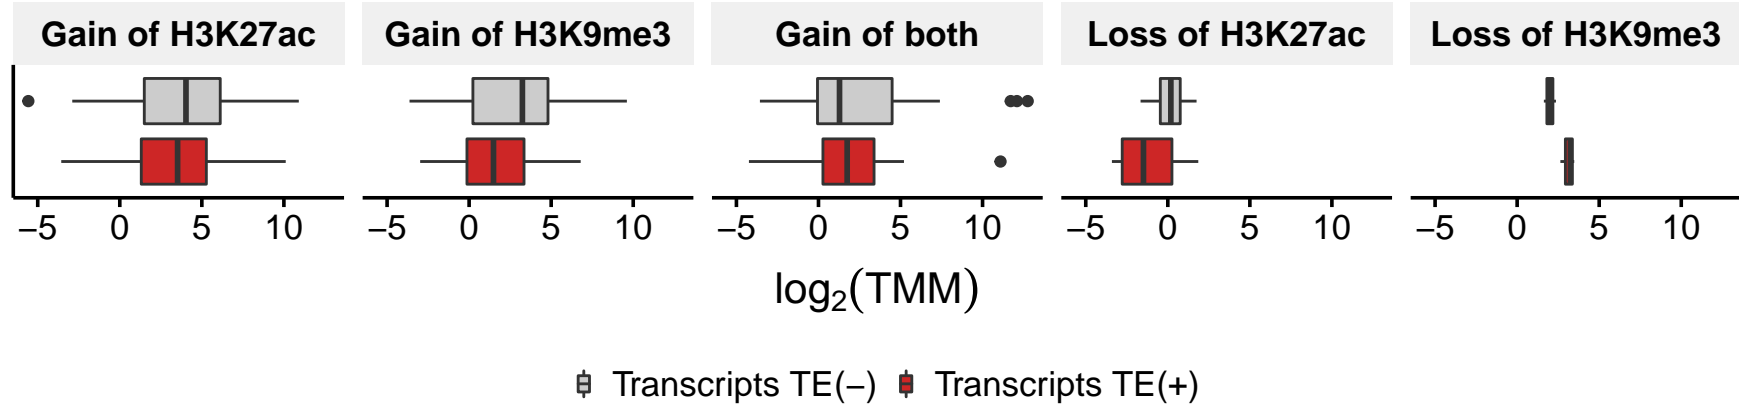 Gain of H3K27ac Gain of H3K9me3 Gain of both Loss of H3K27ac Loss of H3K9me3
−5 0 5 10 −5 0 5 10 −5 0 5 10 −5 0 5 10 −5 0 5 10
log₂(TMM)
Transcripts TE(−) Transcripts TE(+)